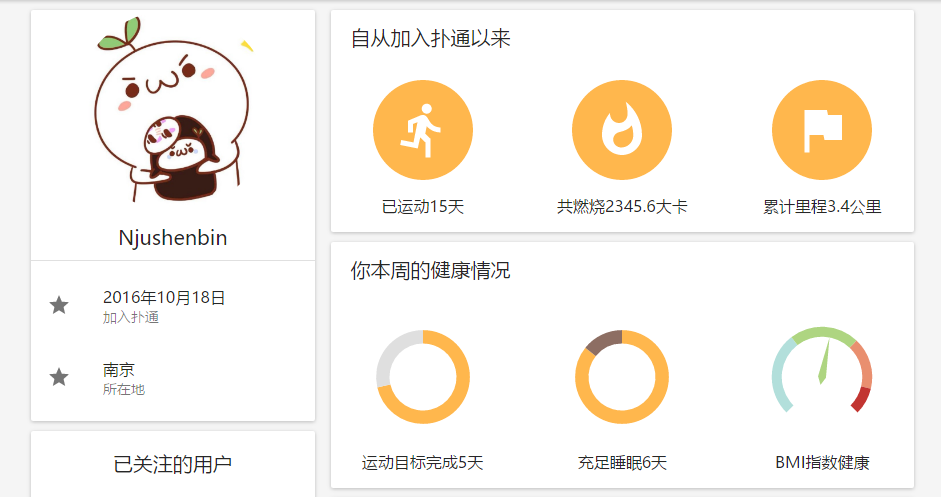 Njushenbin
2016年10月18日
加入扑通
南京
所在地
已关注的用户
自从加入扑通以来
已运动15天
共燃烧2345.6大卡
累计里程3.4公里
你本周的健康情况
运动目标完成5天
充足睡眠6天
BMI指数健康